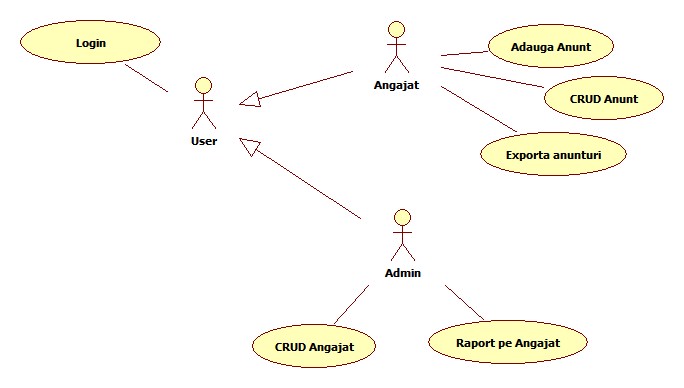 Login
User
Angajat
Adauga Anunt
CRUD Anunt
Exporta anunturi
Admin
CRUD Angajat
Raport pe Angajat